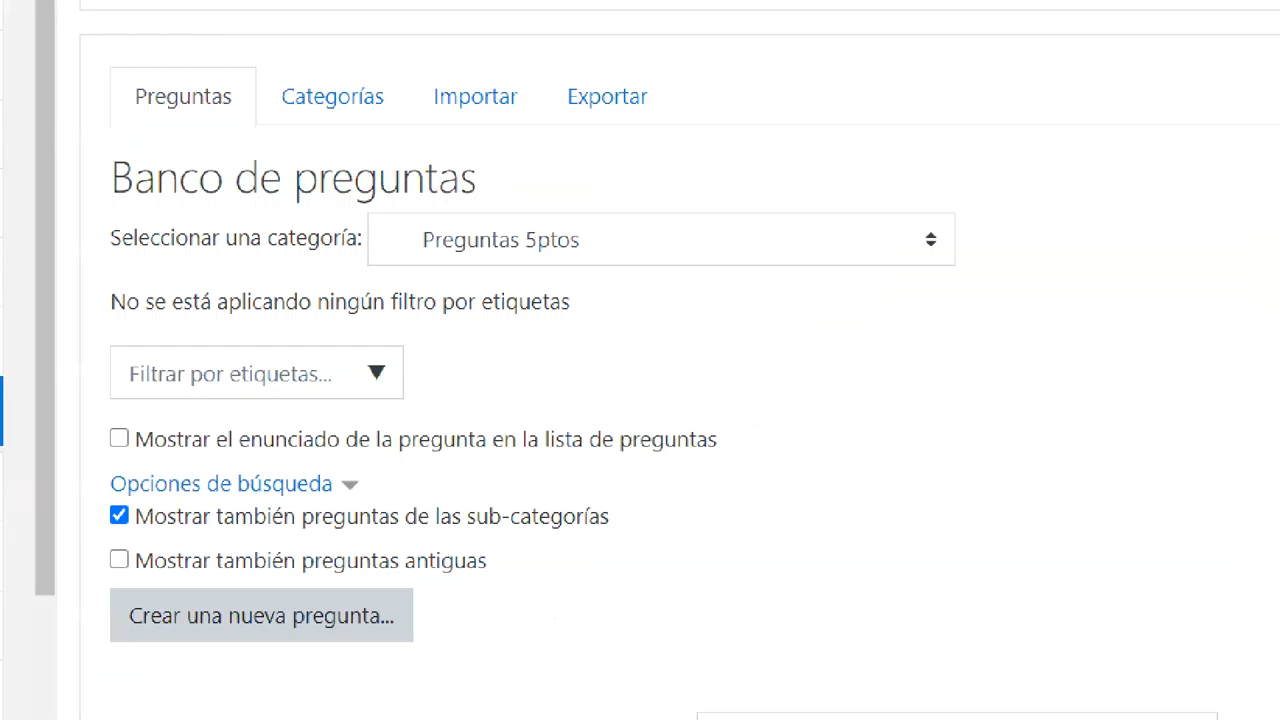 Preguntas Categorías Importar Exportar
Banco de preguntas
Seleccionar una categoría: Preguntas 5ptos
No se está aplicando ningún filtro por etiquetas
Filtrar por etiquetas...
Mostrar el enunciado de la pregunta en la lista de preguntas
Opciones de búsqueda
Mostrar también preguntas de las sub-categorías
Mostrar también preguntas antiguas
Crear una nueva pregunta...